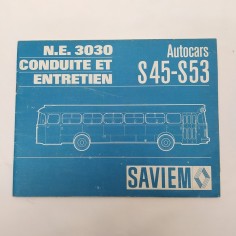 N.E. 3030
CONDUITE ET
ENTRETIEN
Autocars
S45-S53
SAVIEM